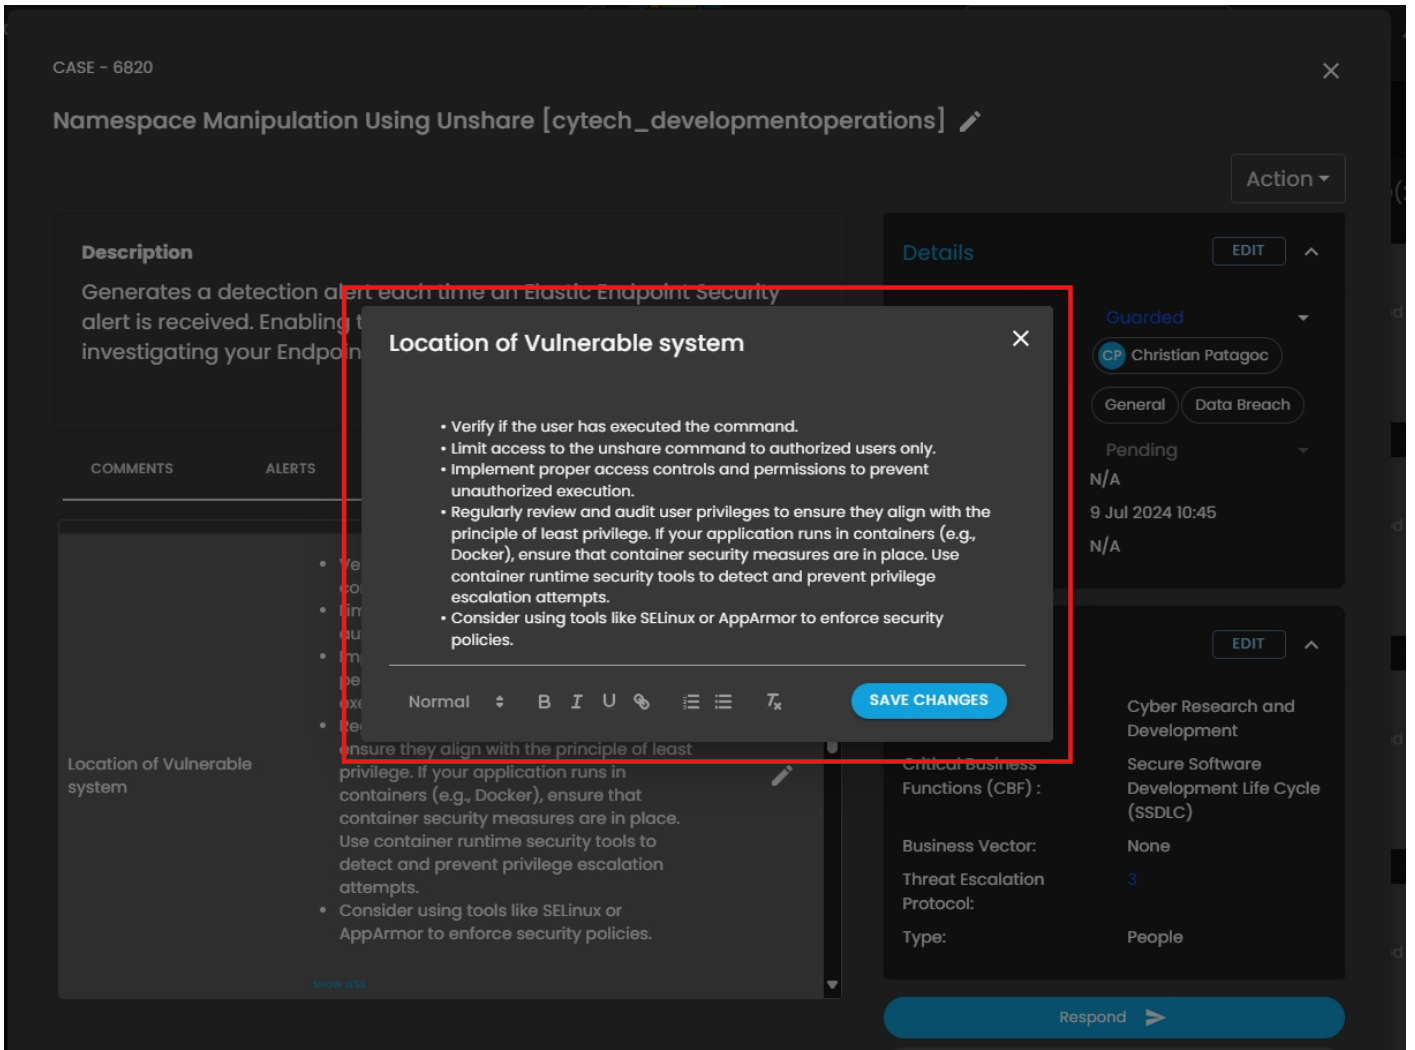 CASE - 6820
Namespace Manipulation Using Unshare [cytech_developmentoperations]
Action
Description
Generates a detection alert each time an Elastic Endpoint Security
alert is received. Enabling
investigating your
Details
EDIT
Guarded
CP Christian Patagoc
General
Data Breach
Pending
N/A
9 Jul 2024 10:45
N/A
COMMENTS
ALERTS
Location of Vulnerable system
• Verify if the user has executed the command.
• Limit access to the unshare command to authorized users only.
• Implement proper access controls and permissions to prevent
unauthorized execution.
• Regularly review and audit user privileges to ensure they align with the
principle of least privilege. If your application runs in containers (e.g.,
Docker), ensure that container security measures are in place. Use
container runtime security tools to detect and prevent privilege
escalation attempts.
• Consider using tools like SELinux or AppArmor to enforce security
policies.
Normal
B I U
SAVE CHANGES
Location of Vulnerable
system
ensure they align with the principle of least
privilege. If your application runs in
containers (e.g., Docker), ensure that
container security measures are in place.
Use container runtime security tools to
detect and prevent privilege escalation
attempts.
• Consider using tools like SELinux or
AppArmor to enforce security policies.
SHOW LESS
EDIT
Cyber Research and
Development
Critical Business
Functions (CBF) :
Secure Software
Development Life Cycle
(SSDLC)
Business Vector:
None
Threat Escalation
Protocol:
3
Type:
People
Respond